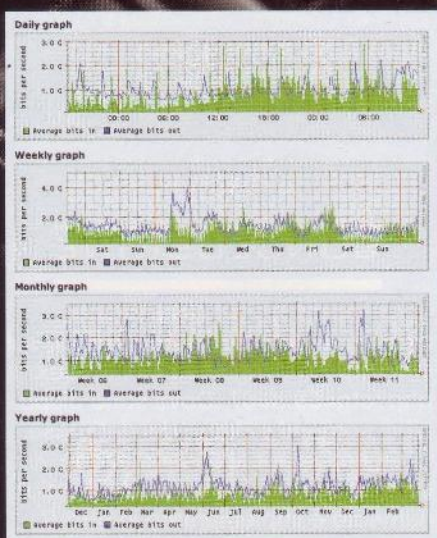 Daily graph
bits per second
3.0 G
2.0 G
1.0 G
00:00 06:00 12:00 18:00 00:00 06:00
Average bits in Average bits out
Weekly graph
bits per second
4.0 G
2.0 G
Sat Sun Mon Tue Wed Thu Fri Sat Sun
Average bits in Average bits out
Monthly graph
bits per second
3.0 G
2.0 G
1.0 G
Week 06 Week 07 Week 08 Week 09 Week 10 Week 11
Average bits in Average bits out
Yearly graph
bits per second
3.0 G
2.0 G
1.0 G
Dec Jan Feb Mar Apr May Jun Jul Aug Sep Oct Nov Dec Jan Feb
Average bits in Average bits out